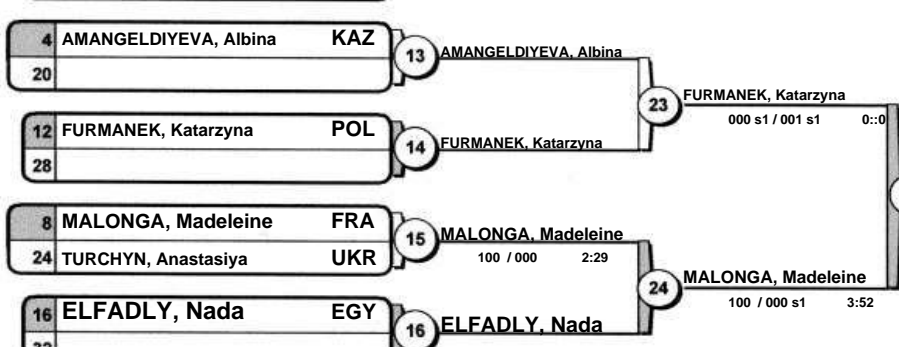 4 AMANGELDIYEVA, Albina KAZ
20
13
AMANGELDIYEVA, Albina
12 FURMANEK, Katarzyna POL
28
14
FURMANEK, Katarzyna
23
FURMANEK, Katarzyna
000 s1 / 001 s1 0::0
8 MALONGA, Madeleine FRA
24 TURCHYN, Anastasiya UKR
15
MALONGA, Madeleine
100 / 000 2:29
16 ELFADLY, Nada EGY
16
ELFADLY, Nada
24
MALONGA, Madeleine
100 / 000 s1 3:52